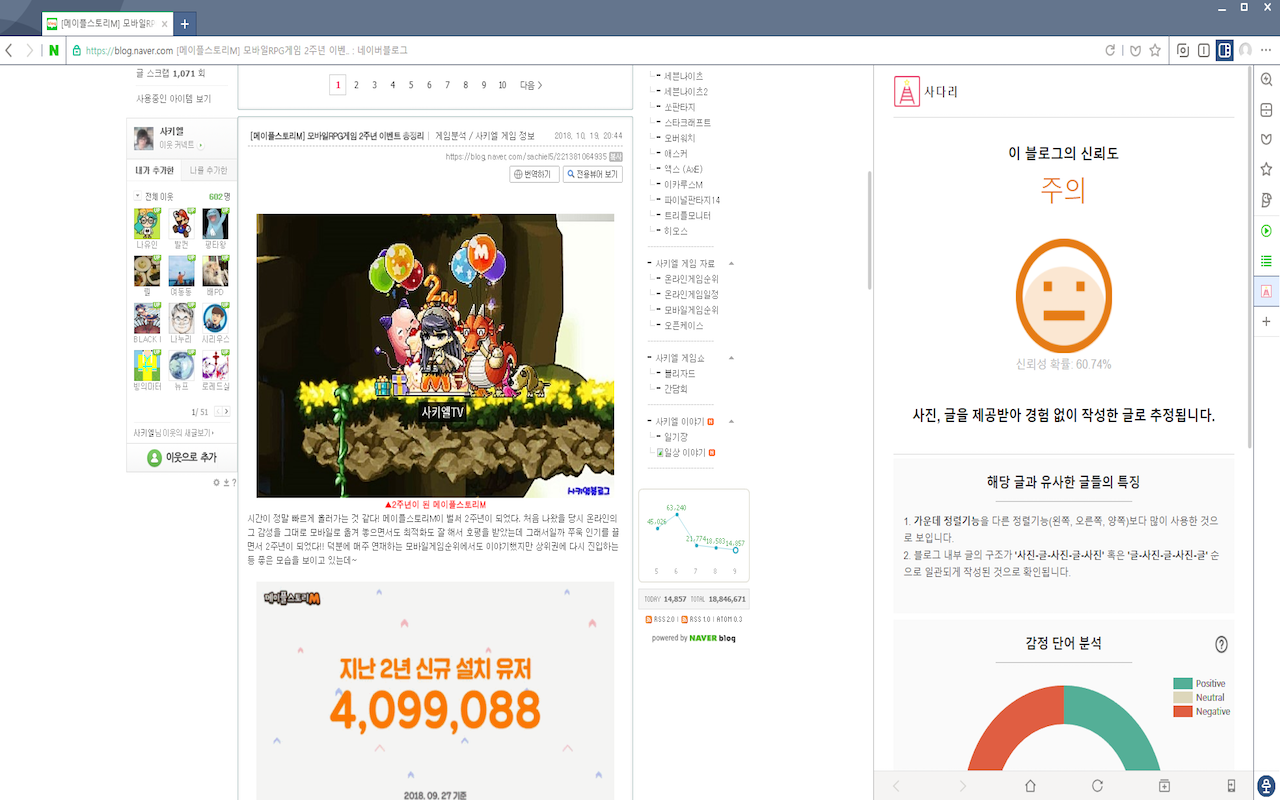 [메이플스토리M] 모바일RP
https://blog.naver.com [메이플스토리M] 모바일RPG게임 2주년 이벤.. : 네이버블로그
글 스크랩 1,071 회
사용중인 아이템 보기
사키엘
이웃 커넥트
내가 추가한 나를 추가한
전체 이웃 602명
나유인 발컨 평타왕
릴 여동동 배PD
BLACK I 나누리 시리우스
방의미터 뉴프 로레드실
1/ 51
사키엘님 이웃의 새글보기
이웃으로 추가
1 2 3 4 5 6 7 8 9 10 다음
[메이플스토리M] 모바일RPG게임 2주년 이벤트 총정리 | 게임분석 / 사키엘 게임 정보 2018. 10. 19. 20:44
https://blog.naver.com/sachiel5/221381064935 복사
번역하기 전용뷰어 보기
2nd
M
M
사키엘TV
사키엘블로그
▲2주년이 된 메이플스토리M
시간이 정말 빠르게 흘러가는 것 같다! 메이플스토리M이 벌서 2주년이 되었다. 처음 나왔을 당시 온라인의
그 감성을 그대로 모바일로 옮겨 놓으면서도 최적화도 잘 해서 호평을 받았는데 그래서일까 쭈욱 인기를 끌
면서 2주년이 되었다!! 덕분에 매주 연재하는 모바일게임순위에서도 이야기했지만 상위권에 다시 진입하는
등 좋은 모습을 보이고 있는데~
메이플스토리M
지난 2년 신규 설치 유저
4,099,088
2018. 09. 27 기준
세븐나이츠
세븐나이츠2
쏘판타지
스타크래프트
오버워치
애스커
액스 (AxE)
이카루스M
파이널판타지14
트리플모니터
히오스
사키엘 게임 자료
온라인게임순위
온라인게임일정
모바일게임순위
오픈케이스
사키엘 게임쇼
블리자드
간담회
사키엘 이야기 N
일기장
일상 이야기 N
45,026
63,240
21,774
18,583
14,857
5 6 7 8 9
TODAY 14,857 TOTAL 18,846,671
RSS 2.0 | RSS 1.0 | ATOM 0.3
powered by NAVER blog
사다리
이 블로그의 신뢰도
주의
신뢰성 확률: 60.74%
사진, 글을 제공받아 경험 없이 작성한 글로 추정됩니다.
해당 글과 유사한 글들의 특징
1. 가운데 정렬기능을 다른 정렬기능(왼쪽, 오른쪽, 양쪽)보다 많이 사용한 것으
로 보입니다.
2. 블로그 내부 글의 구조가 '사진-글-사진-글-사진' 혹은 '글-사진-글-사진-글' 순
으로 일관되게 작성된 것으로 확인됩니다.
감정 단어 분석
Positive
Neutral
Negative